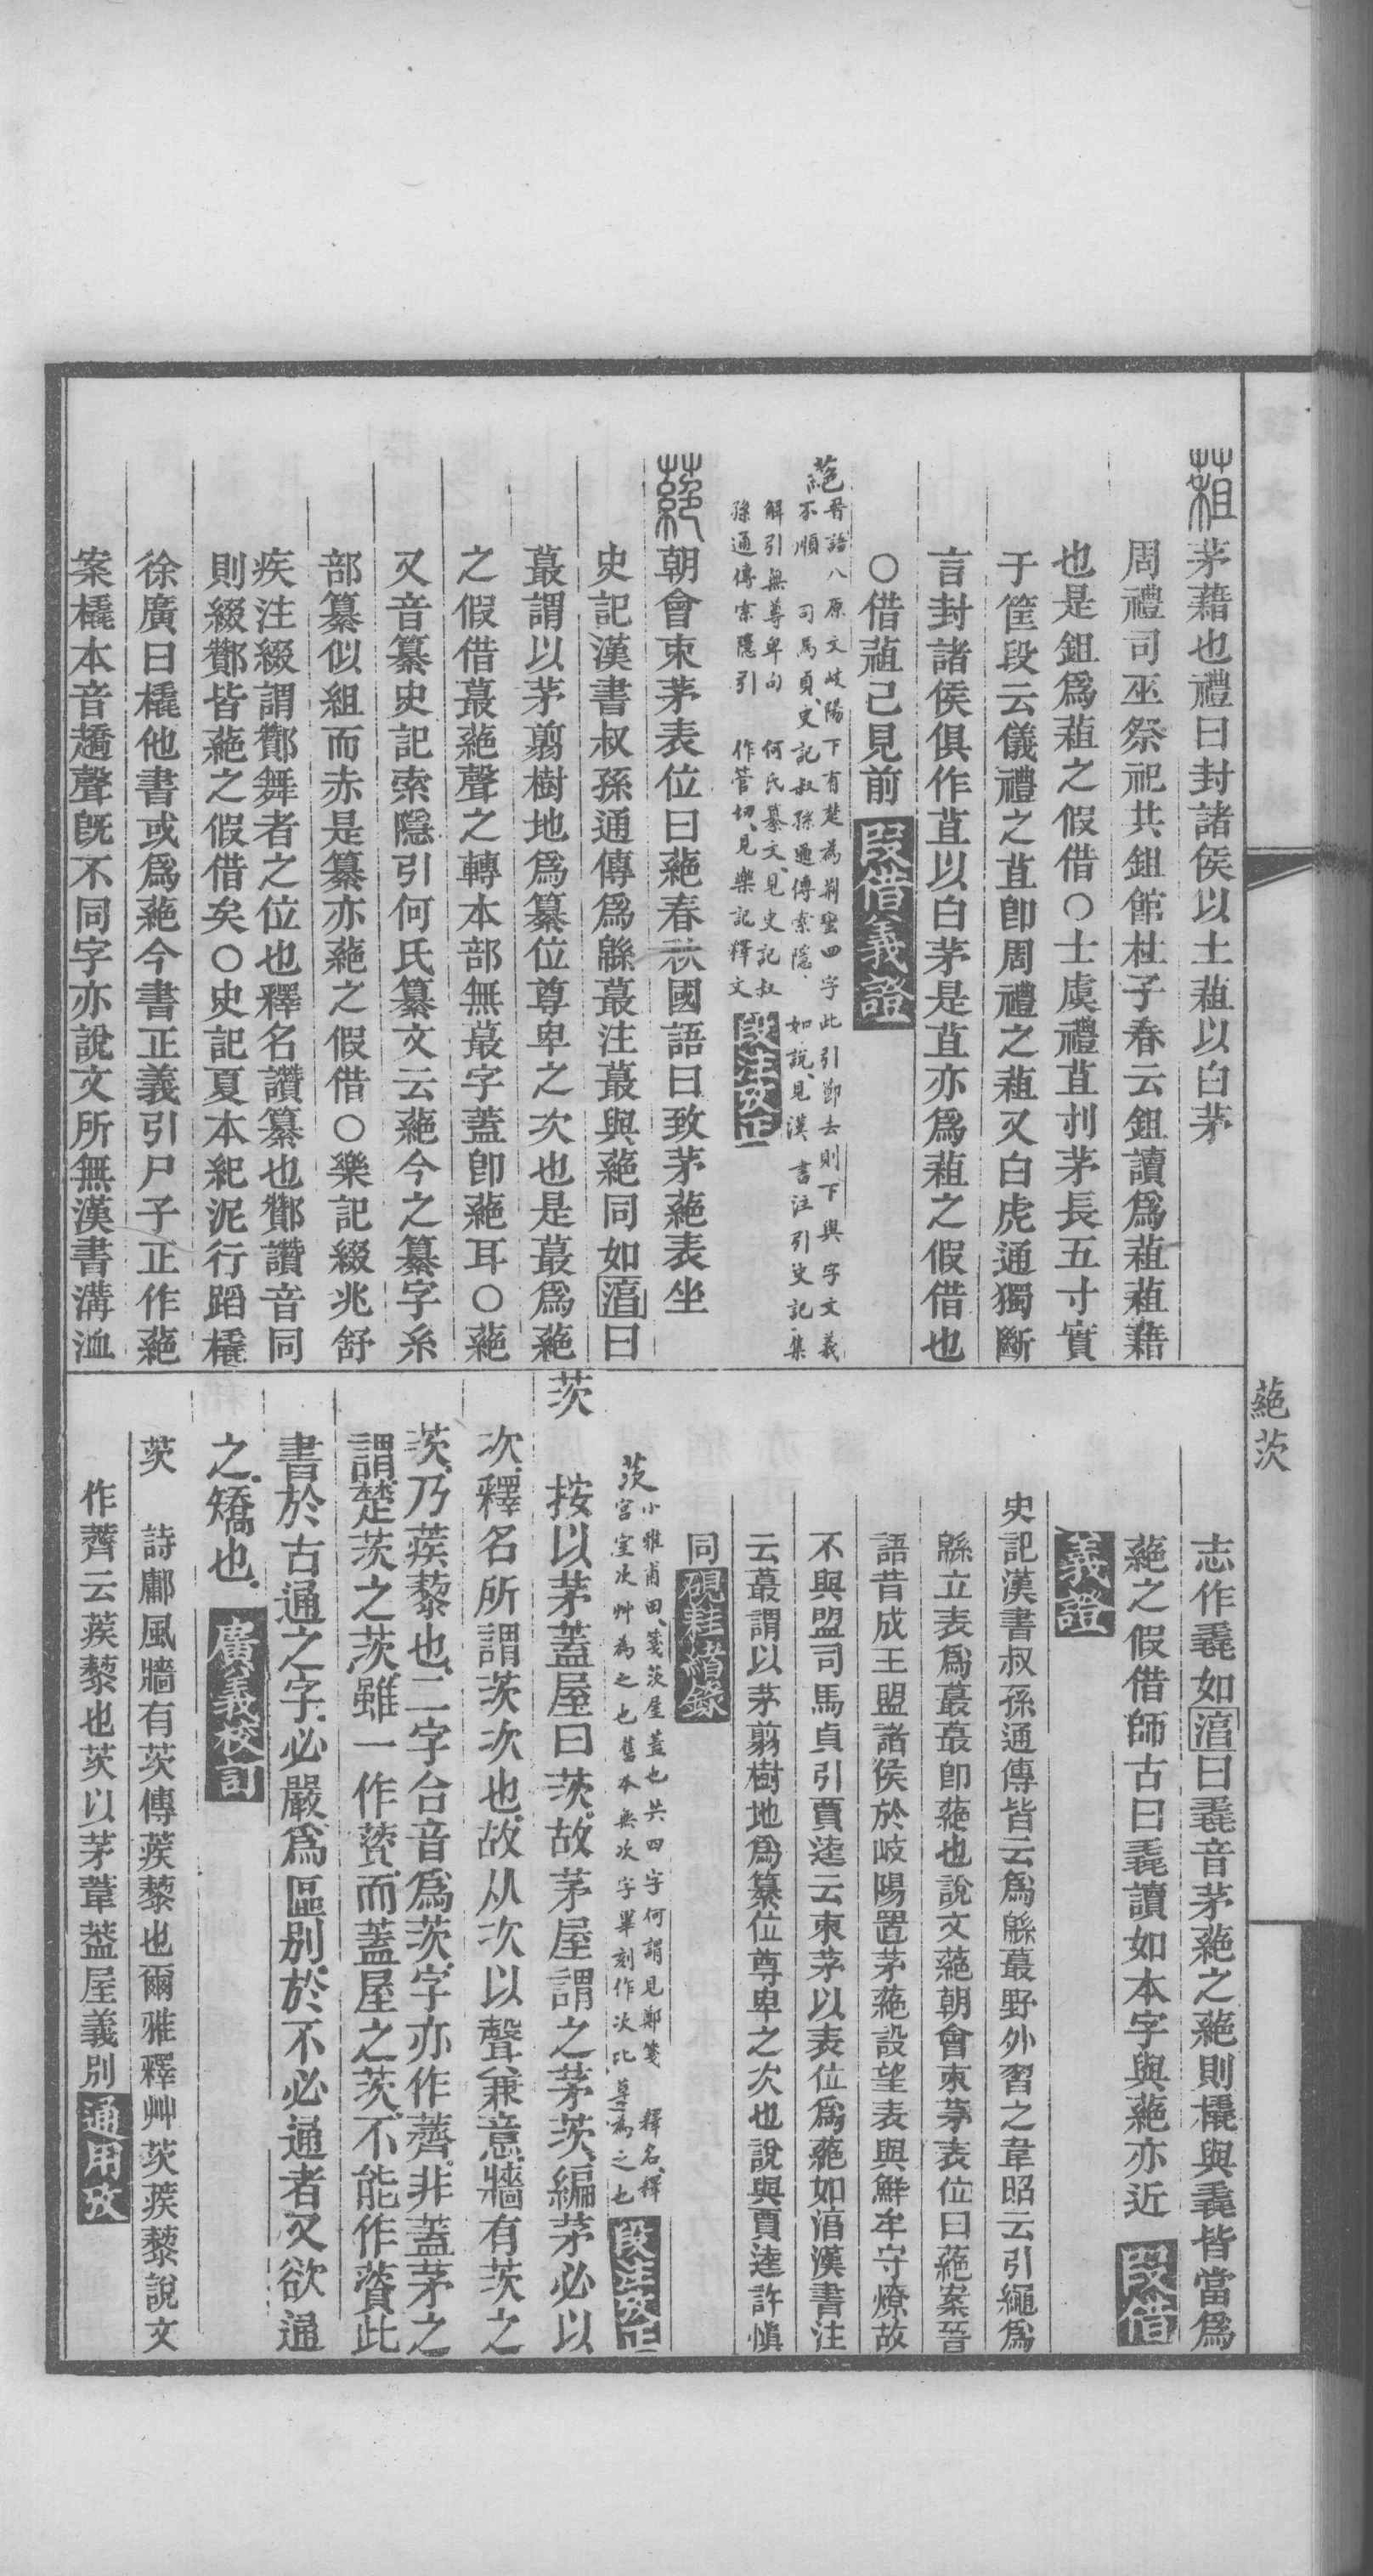 蒩茅藉也禮曰封諸侯以土蒩以白茅
周禮司巫祭祀共鉏館杜子春云鉏讀爲蒩蒩藉
也是鉏爲蒩之假借○士虞禮苴刌茅長五寸實
于筐段云儀禮之苴卽周禮之蒩又白虎通獨斷
言封諸侯俱作苴以白茅是苴亦爲蒩之假借也
○借葅己見前 段借義證
蕝晉語八原文岐陽下有楚為荆蠻四字此引節去則下與字文義
不順 司馬貞、史記叔孫通傳索隱、如說、見漢書注引史記集
解引無尊卑句 何氏纂文、見史記叔
孫通傳索隱引 作管切、見樂記釋文 段注攷正
蕝朝會束茅表位曰蕝春秋國語曰致茅蕝表坐
史記漢書叔孫通傳爲緜蕞注蕞與蕝同如湻曰
蕞謂以茅翦樹地爲纂位尊卑之次也是蕞爲蕝
之假借蕞蕝聲之轉本部無蕞字蓋卽蕝耳○蕝
又音纂史記索隱引何氏纂文云蕝今之纂字糸
部纂似組而赤是纂亦蕝之假借○樂記綴兆舒
疾注綴謂酇舞者之位也釋名讚纂也酇讚音同
則綴酇皆蕝之假借矣○史記夏本紀泥行蹈橇
徐廣曰橇他書或爲蕝今書正義引尸子正作蕝
案橇本音趫聲旣不同字亦說文所無漢書溝洫
蕝茨
志作毳如湻曰毳音茅蕝之蕝則橇與毳皆當爲
蕝之假借師古曰毳讀如本字與蕝亦近 段借
義證
史記漢書叔孫通傳皆云爲緜蕞野外習之韋昭云引繩爲
緜立表爲蕞蕞卽蕝也說文蕝朝會束茅表位曰蕝案晉
語昔成王盟諸侯於岐陽置茅蕝設望表與鮮牟守燎故
不與盟司馬貞引賈逵云束茅以表位爲蕝如湻漢書注
云蕞謂以茅翦樹地爲纂位尊卑之次也說與賈逵許愼
同 硯桂緖錄
茨小雅甫田、箋茨屋蓋也共四字何謂見鄭箋 釋名、釋
宮室次艸為之也舊本無次字畢刻作次比草為之也 段注攷正
茨
按以茅蓋屋曰茨故茅屋謂之茅茨編茅必以
次釋名所謂茨次也故从次以聲兼意牆有茨之
茨乃蒺藜也二字合音爲茨字亦作薺非蓋茅之
謂楚茨之茨雖一作薋而蓋屋之茨不能作薋此
書於古通之字必嚴爲區別於不必通者又欲通
之矯也 廣義校訂
茨 詩鄘風牆有茨傳蒺藜也爾雅釋艸茨蒺藜說文
作薺云蒺藜也茨以茅葦葢屋義別 通用攷